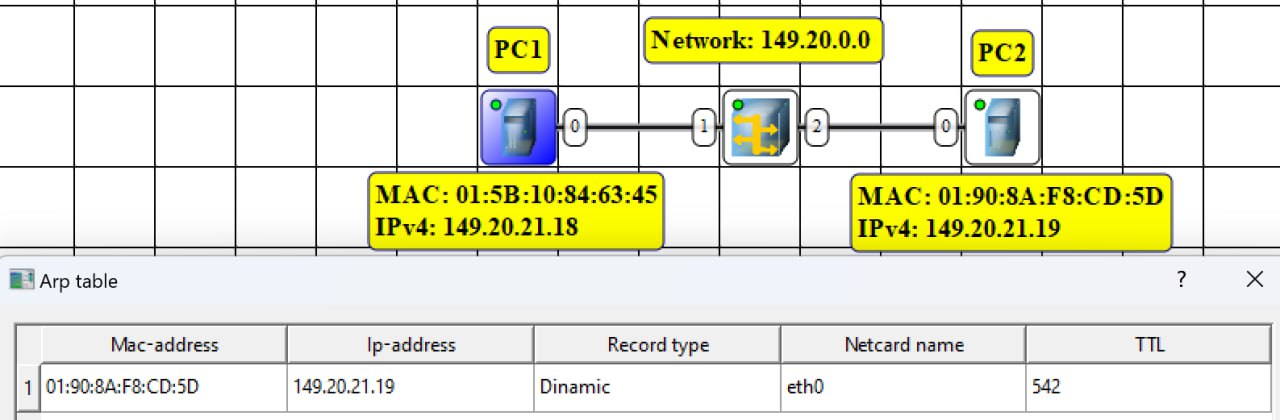 PC1
Network: 149.20.0.0
PC2
0
1
2
0
MAC: 01:5B:10:84:63:45
IPv4: 149.20.21.18
MAC: 01:90:8A:F8:CD:5D
IPv4: 149.20.21.19
Arp table
?
Mac-address Ip-address Record type Netcard name TTL
1 01:90:8A:F8:CD:5D 149.20.21.19 Dinamic eth0 542